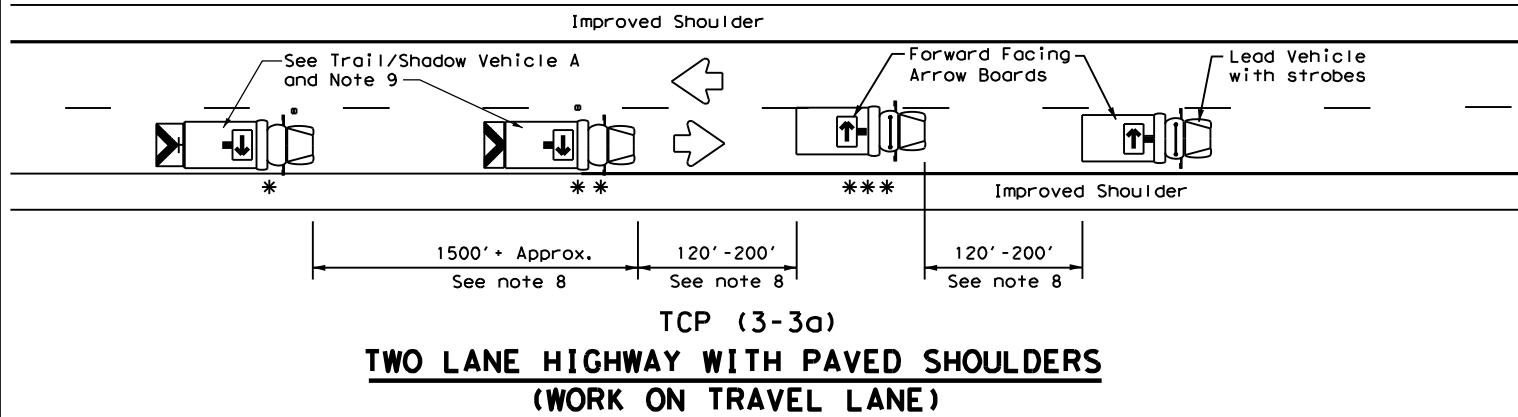 Improved Shoulder
See Trail/Shadow Vehicle A
and Note 9
Forward Facing
Arrow Boards
Lead Vehicle
with strobes
*
* *
***
Improved Shoulder
1500'+ Approx.
See note 8
120'-200'
See note 8
120'-200'
See note 8
TCP (3-3a)
TWO LANE HIGHWAY WITH PAVED SHOULDERS
(WORK ON TRAVEL LANE)